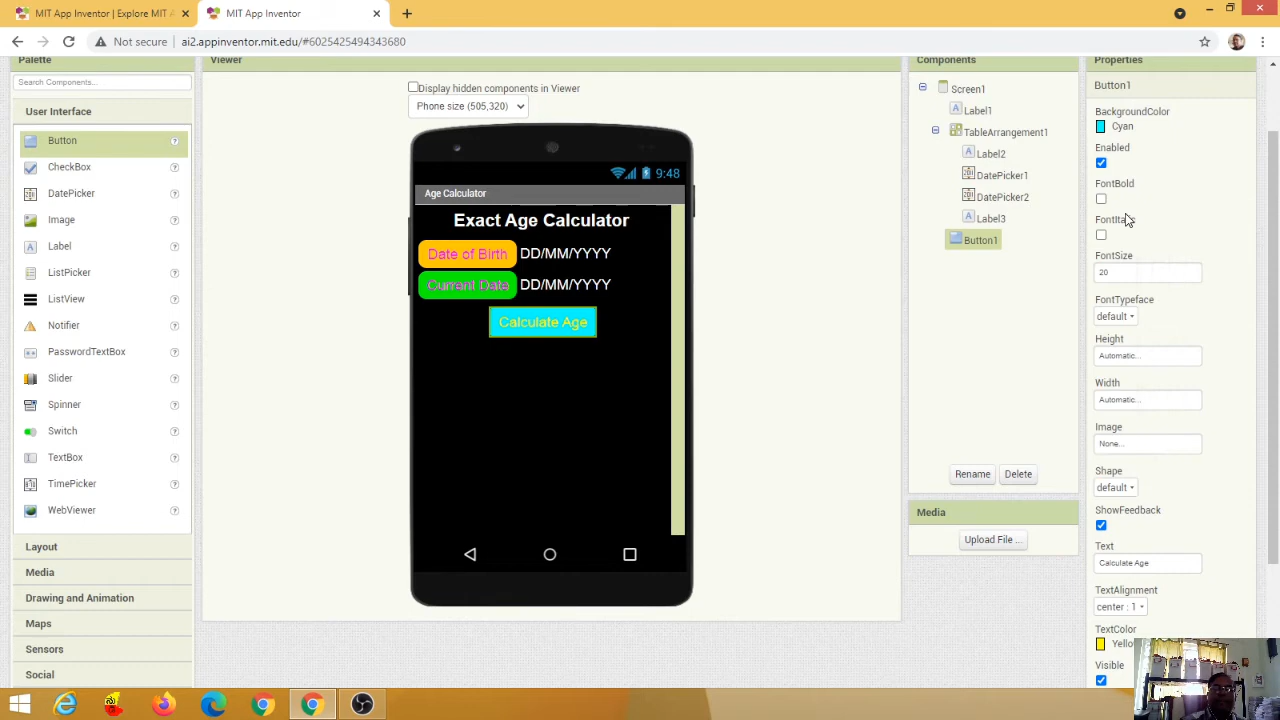 MIT App Inventor | Explore MIT
MIT App Inventor
Not secure
ai2.appinventor.mit.edu/#6025425494343680
Palette
Viewer
Components
Properties
Search Components...
User Interface
Button
CheckBox
DatePicker
Image
Label
ListPicker
ListView
Notifier
PasswordTextBox
Slider
Spinner
Switch
TextBox
TimePicker
WebViewer
Layout
Media
Drawing and Animation
Maps
Sensors
Social
Display hidden components in Viewer
Phone size (505,320)
9:48
Age Calculator
Exact Age Calculator
Date of Birth DD/MM/YYYY
Current Date DD/MM/YYYY
Calculate Age
Screen1
Label1
TableArrangement1
Label2
DatePicker1
DatePicker2
Label3
Button1
Rename
Delete
Media
Upload File ...
Button1
BackgroundColor
Cyan
Enabled
FontBold
FontSize
20
FontTypeface
default
Height
Automatic...
Width
Automatic...
Image
None...
Shape
default
ShowFeedback
Text
Calculate Age
TextAlignment
center : 1
TextColor
Visible